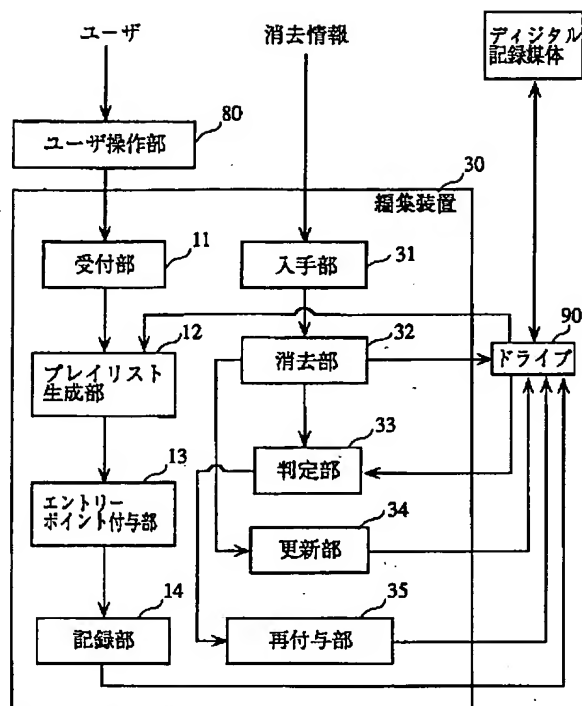 ユーザ
消去情報
ディジタル
記録媒体
80
ユーザ操作部
30
編集装置
11
受付部
31
入手部
12
プレイリスト
生成部
32
消去部
90
ドライブ
33
判定部
13
エントリー
ポイント付与部
34
更新部
14
記録部
35
再付与部